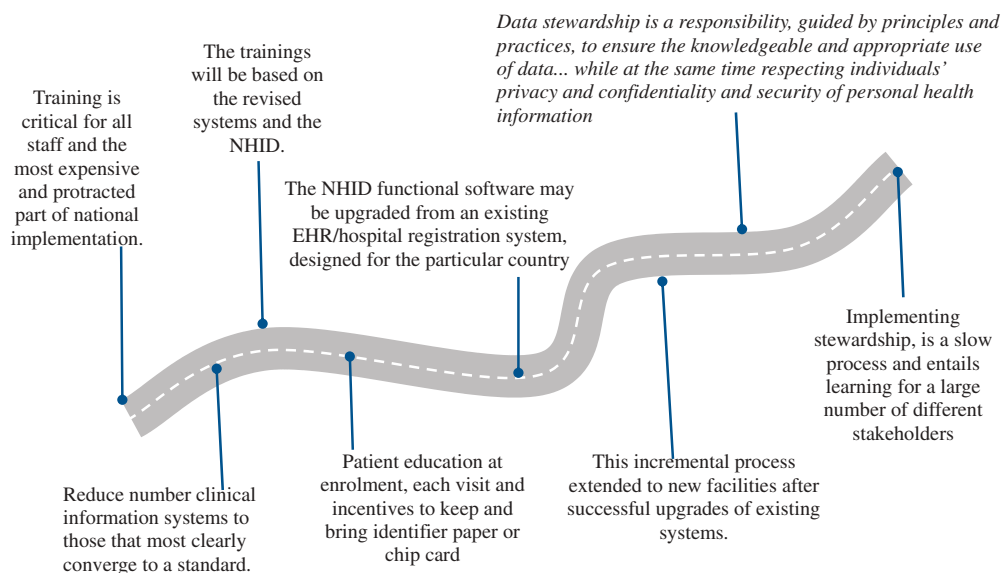 Training is
critical for all
staff and the
most expensive
and protracted
part of national
implementation.
Reduce number clinical
information systems to
those that most clearly
converge to a standard.
The trainings
will be based on
the revised
systems and the
NHID.
Patient education at
enrolment, each visit and
incentives to keep and
bring identifier paper or
chip card
The NHID functional software may
be upgraded from an existing
EHR/hospital registration system,
designed for the particular country
This incremental process
extended to new facilities after
successful upgrades of existing
systems.
Data stewardship is a responsibility, guided by principles and
practices, to ensure the knowledgeable and appropriate use
of data... while at the same time respecting individuals’
privacy and confidentiality and security of personal health
information
Implementing
stewardship, is a slow
process and entails
learning for a large
number of different
stakeholders